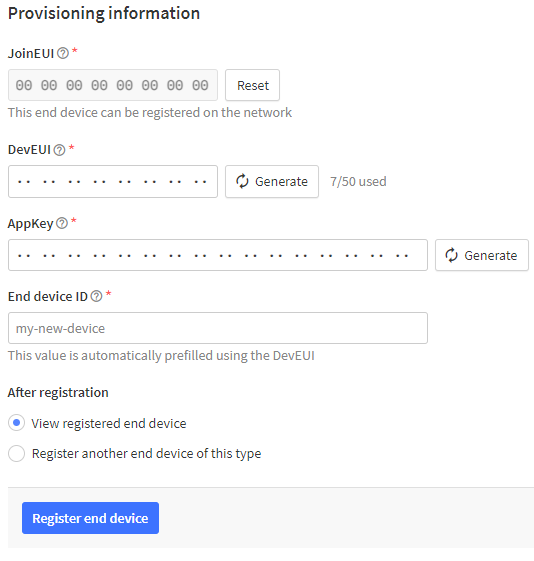 Provisioning information
JoinEUI *
00 00 00 00 00 00 00 00 Reset
This end device can be registered on the network
DevEUI *
·· ·· ·· ·· ·· ·· ·· ·· Generate 7/50 used
AppKey *
·· ·· ·· ·· ·· ·· ·· ·· ·· ·· ·· ·· ·· ·· ·· ·· Generate
End device ID *
my-new-device
This value is automatically prefilled using the DevEUI
After registration
View registered end device
Register another end device of this type
Register end device